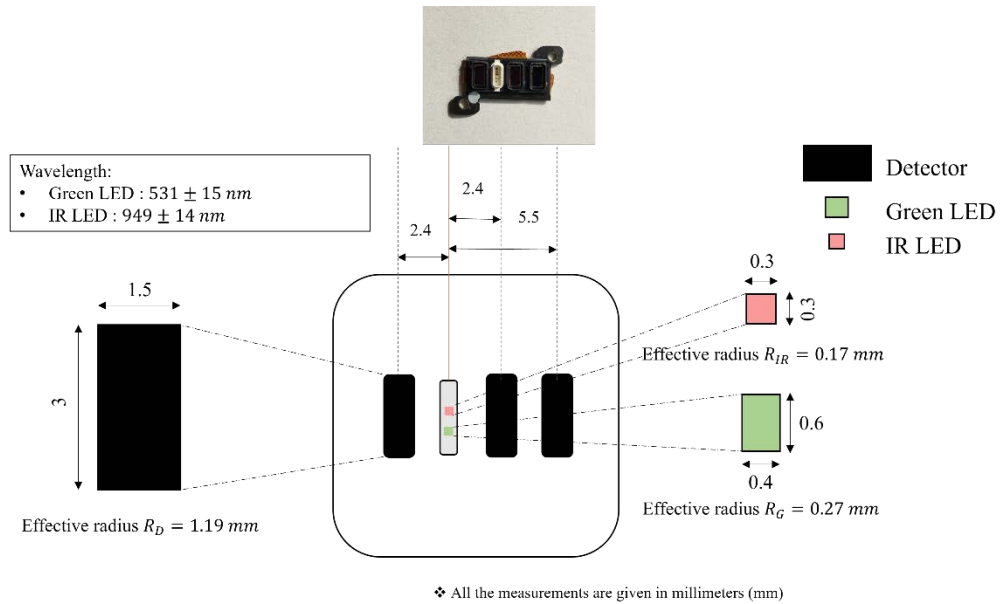 Wavelength:
• Green LED : 531 ± 15 nm
• IR LED : 949 ± 14 nm
Detector
Green LED
IR LED
2.4
5.5
2.4
1.5
3
Effective radius R_D = 1.19 mm
0.3
0.3
Effective radius R_IR = 0.17 mm
0.6
0.4
Effective radius R_G = 0.27 mm
❖ All the measurements are given in millimeters (mm)